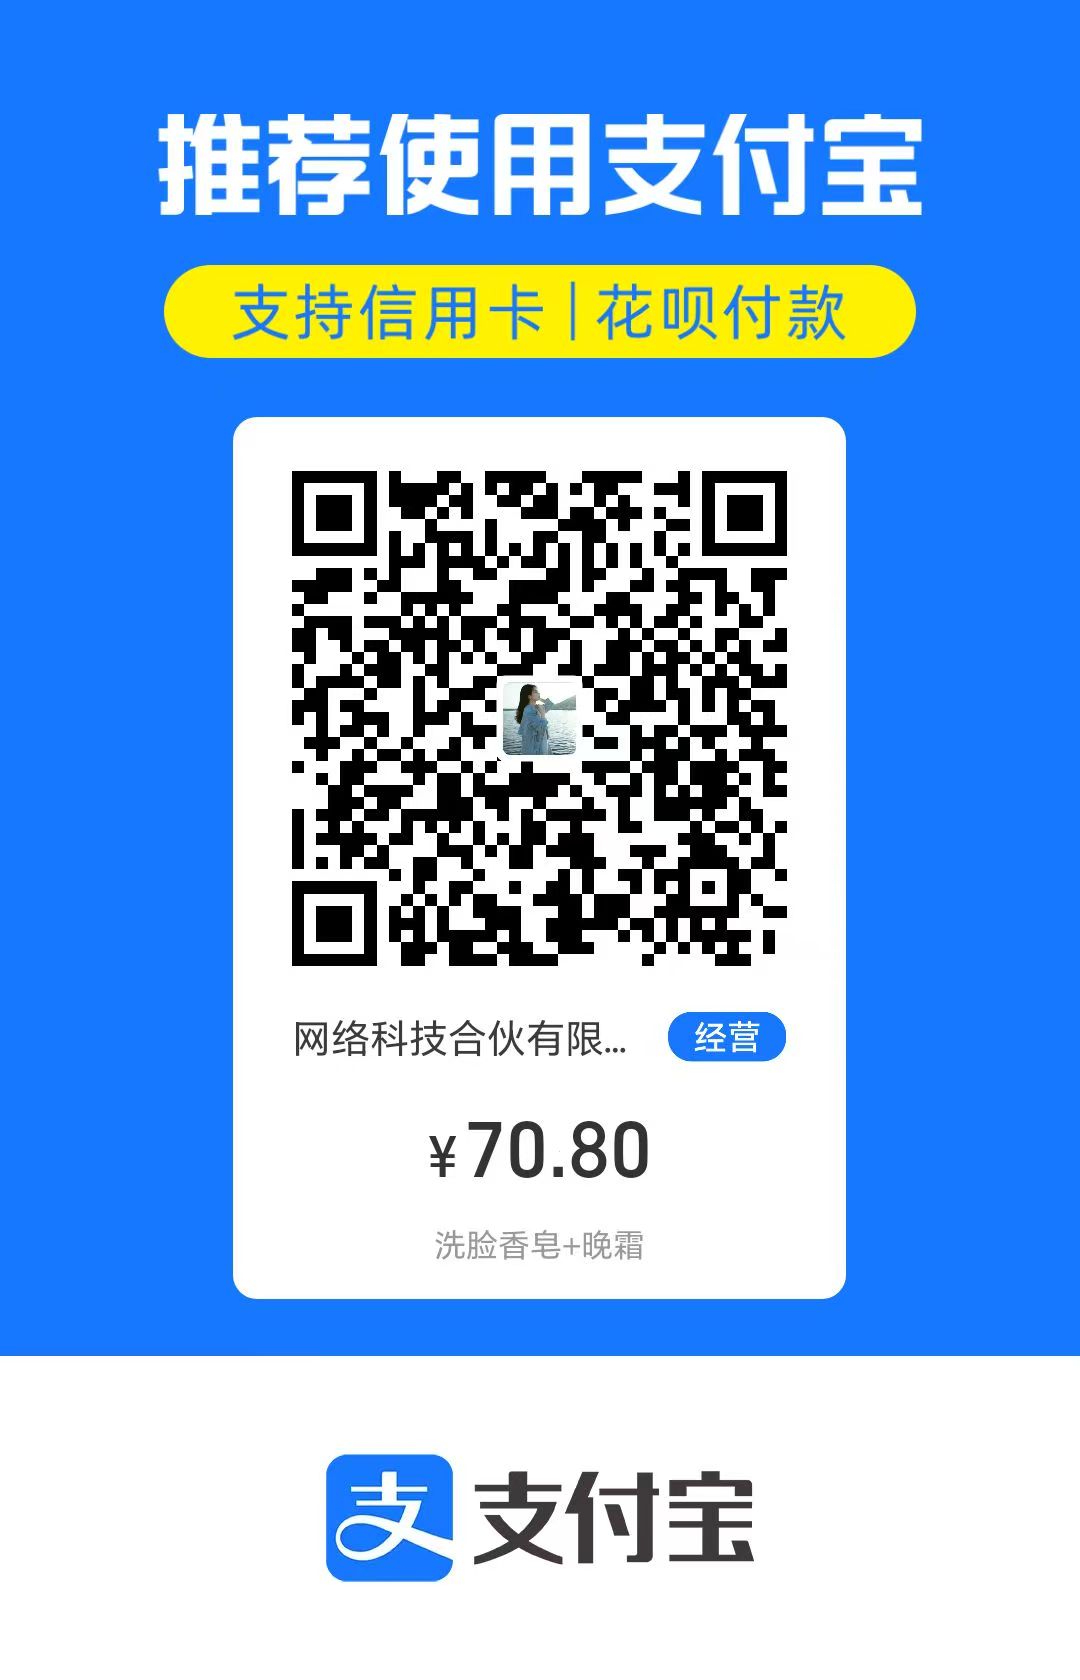 推荐使用支付宝
支持信用卡|花呗付款
网络科技合伙有限... 经营
¥70.80
洗脸香皂+晚霜
支 支付宝